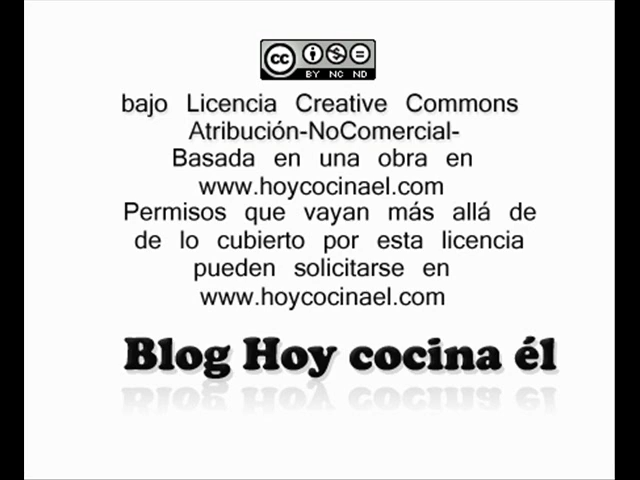 cc
BY NC ND
bajo Licencia Creative Commons
Atribución-NoComercial-
Basada en una obra en
www.hoycocinael.com
Permisos que vayan más allá de
de lo cubierto por esta licencia
pueden solicitarse en
www.hoycocinael.com
Blog Hoy cocina él